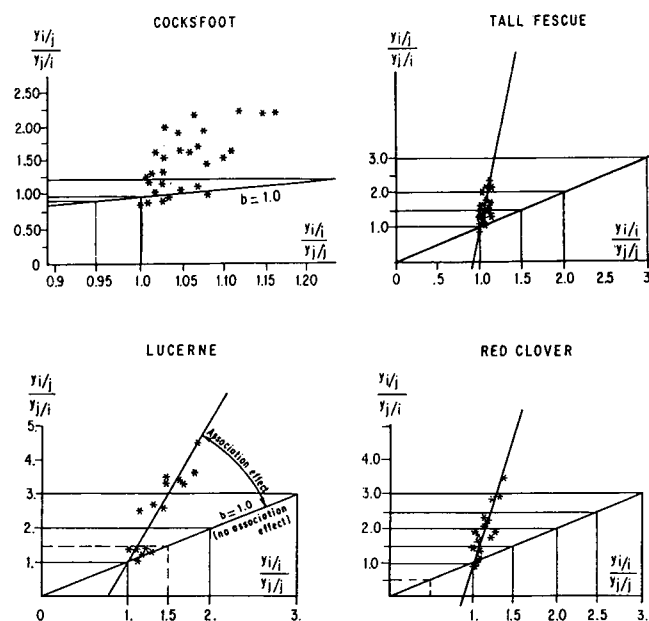 COCKSFOOT
yi/j
yj/i
2.50
2.00
1.50
1.00
0.50
0
b = 1.0
yi/i
yj/j
0.9
0.95
1.0
1.05
1.10
1.15
1.20
TALL FESCUE
yi/j
yj/i
3.0
2.0
1.5
1.0
yi/i
yj/j
0
.5
1.0
1.5
2.0
3.
LUCERNE
yi/j
yj/i
5.
4.
3.
2.
1.
Association effect
b = 1.0
(no association effect)
yi/i
yj/j
0
1.
1.5
2.
3.
RED CLOVER
yi/j
yj/i
4.0
3.0
2.0
1.5
1.0
yi/i
yj/j
0.
1.
1.5
2.
3.